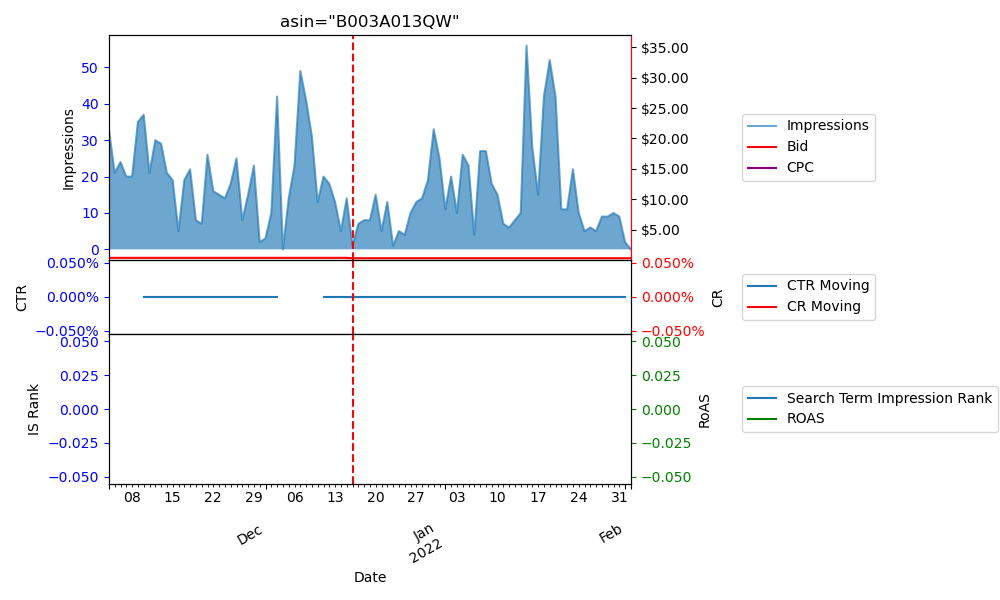 asin="B003A013QW"
Impressions
50
40
30
20
10
0
$35.00
$30.00
$25.00
$20.00
$15.00
$10.00
$5.00
Impressions
Bid
CPC
CTR
0.050%
0.000%
−0.050%
0.050%
0.000%
−0.050%
CR
CTR Moving
CR Moving
IS Rank
0.050
0.025
0.000
−0.025
−0.050
0.050
0.025
0.000
−0.025
−0.050
RoAS
Search Term Impression Rank
ROAS
08 15 22 29 06 13 20 27 03 10 17 24 31
Dec
Jan
2022
Feb
Date